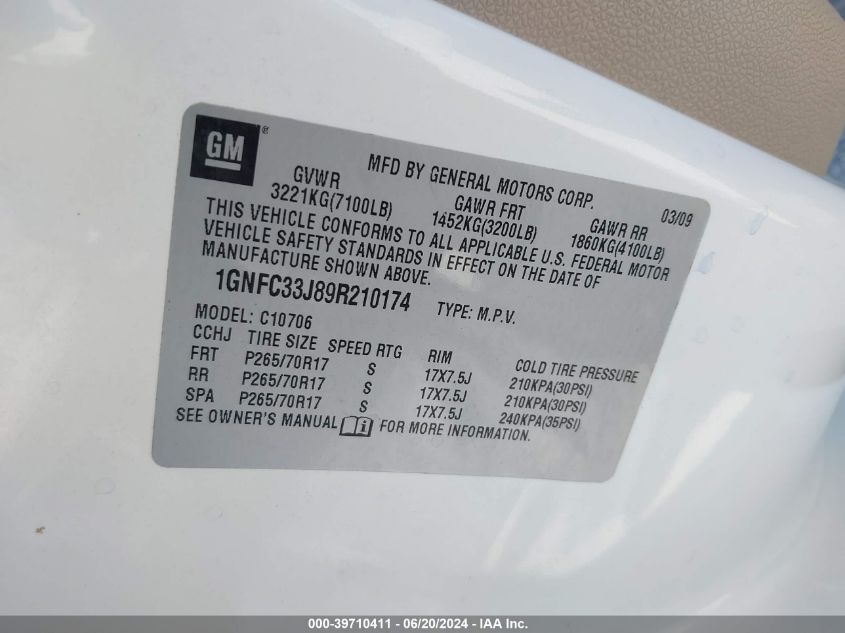 GM®
MFD BY GENERAL MOTORS CORP. 03/09
GVWR GAWR FRT GAWR RR
3221KG(7100LB) 1452KG(3200LB) 1860KG(4100LB)
THIS VEHICLE CONFORMS TO ALL APPLICABLE U.S. FEDERAL MOTOR
VEHICLE SAFETY STANDARDS IN EFFECT ON THE DATE OF
MANUFACTURE SHOWN ABOVE.
1GNFC33J89R210174 TYPE: M.P.V.
MODEL: C10706
CCHJ TIRE SIZE SPEED RTG RIM COLD TIRE PRESSURE
FRT P265/70R17 S 17X7.5J 210KPA(30PSI)
RR P265/70R17 S 17X7.5J 210KPA(30PSI)
SPA P265/70R17 S 17X7.5J 240KPA(35PSI)
SEE OWNER'S MANUAL i FOR MORE INFORMATION.
000-39710411 - 06/20/2024 - IAA Inc.